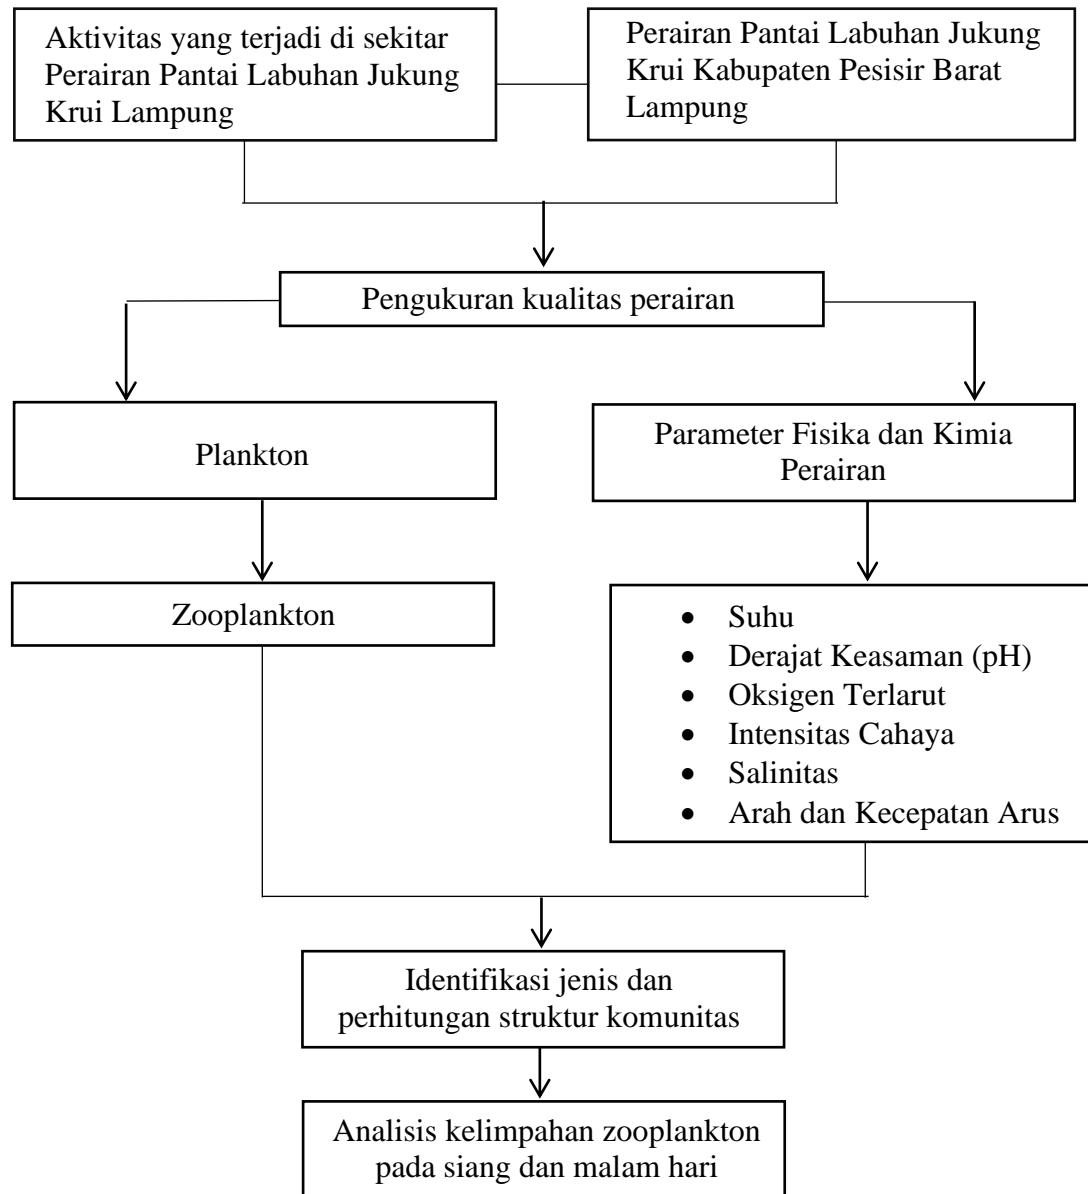 Aktivitas yang terjadi di sekitar
Perairan Pantai Labuhan Jukung
Krui Lampung
Perairan Pantai Labuhan Jukung
Krui Kabupaten Pesisir Barat
Lampung
Pengukuran kualitas perairan
Plankton
Parameter Fisika dan Kimia
Perairan
Zooplankton
• Suhu
• Derajat Keasaman (pH)
• Oksigen Terlarut
• Intensitas Cahaya
• Salinitas
• Arah dan Kecepatan Arus
Identifikasi jenis dan
perhitungan struktur komunitas
Analisis kelimpahan zooplankton
pada siang dan malam hari